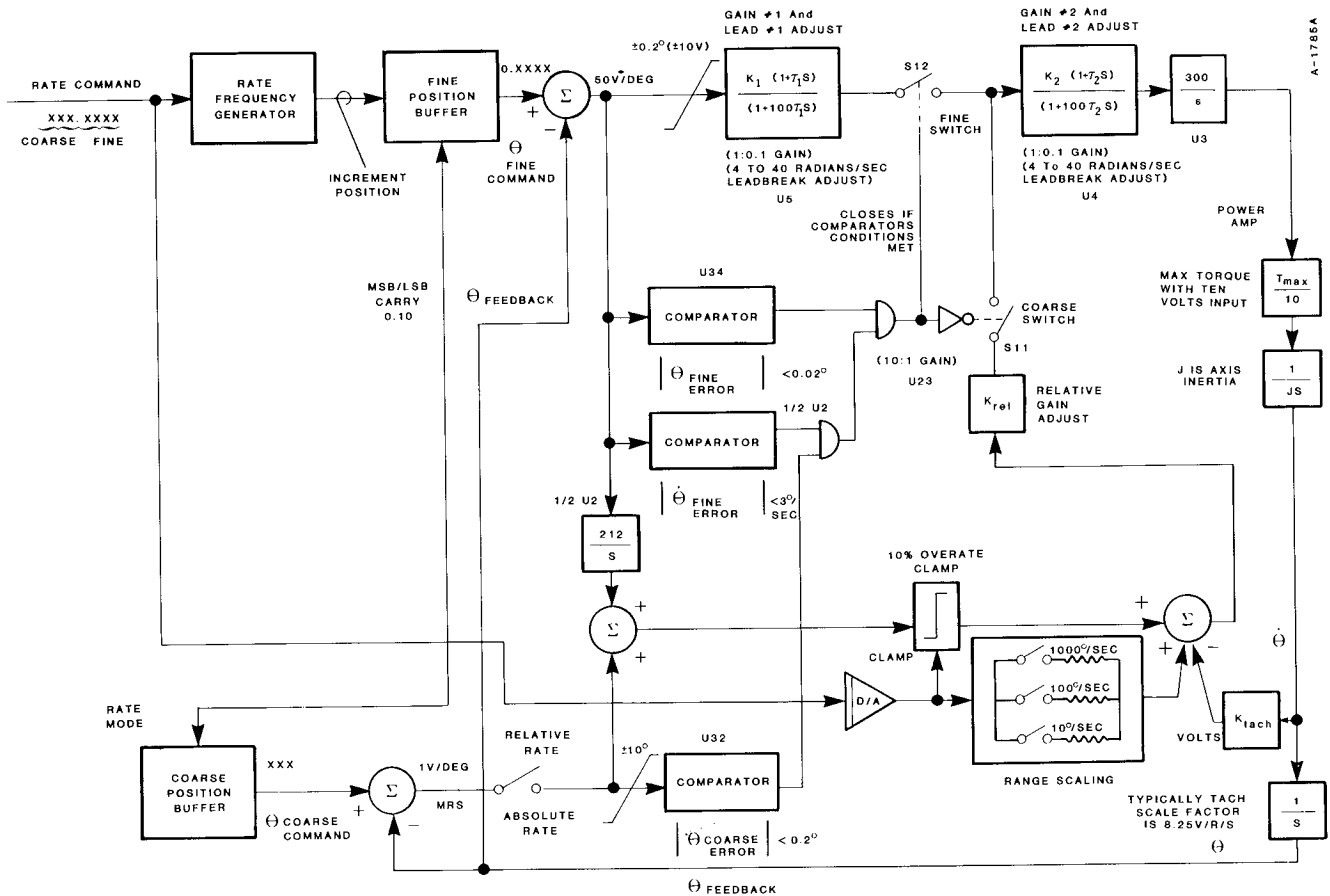 A-1785A
GAIN #1 And
LEAD #1 ADJUST
GAIN #2 And
LEAD #2 ADJUST
±0.2° (±10V)
RATE COMMAND
XXX.XXXX
COARSE FINE
RATE
FREQUENCY
GENERATOR
INCREMENT
POSITION
FINE
POSITION
BUFFER
0.XXXX
+
Σ
-
Θ
FINE
COMMAND
50V/DEG
K1 (1+τ1S)
(1+100τ1S)
S12
FINE
SWITCH
K2 (1+τ2S)
(1+100τ2S)
300
6
U3
(1:0.1 GAIN)
(4 TO 40 RADIANS/SEC
LEADBREAK ADJUST)
U5
(1:0.1 GAIN)
(4 TO 40 RADIANS/SEC
LEADBREAK ADJUST)
U4
CLOSES IF
COMPARATORS
CONDITIONS
MET
POWER
AMP
MSB/LSB
CARRY
0.10
Θ FEEDBACK
U34
COMPARATOR
| Θ FINE ERROR | <0.02°
(10:1 GAIN)
U23
COARSE
SWITCH
S11
MAX TORQUE
WITH TEN
VOLTS INPUT
Tmax
10
J IS AXIS
INERTIA
1
JS
Krel
RELATIVE
GAIN
ADJUST
1/2 U2
COMPARATOR
| Θ̇ FINE ERROR | <3°/SEC
1/2 U2
212
S
+
Σ
+
10% OVERATE
CLAMP
CLAMP
+
Σ
+
-
Θ̇
D/A
1000°/SEC
100°/SEC
10°/SEC
RANGE SCALING
VOLTS
Ktach
RATE
MODE
COARSE
POSITION
BUFFER
XXX
Θ COARSE
COMMAND
+
Σ
-
1V/DEG
MRS
RELATIVE
RATE
ABSOLUTE
RATE
±10°
U32
COMPARATOR
| Θ COARSE ERROR | <0.2°
TYPICALLY TACH
SCALE FACTOR
IS 8.25V/R/S
Θ
1
S
Θ FEEDBACK